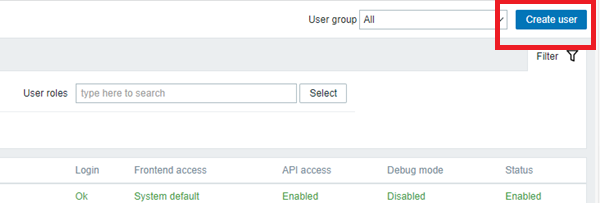 User group All Create user
Filter
User roles type here to search Select
Login Frontend access API access Debug mode Status
Ok System default Enabled Disabled Enabled